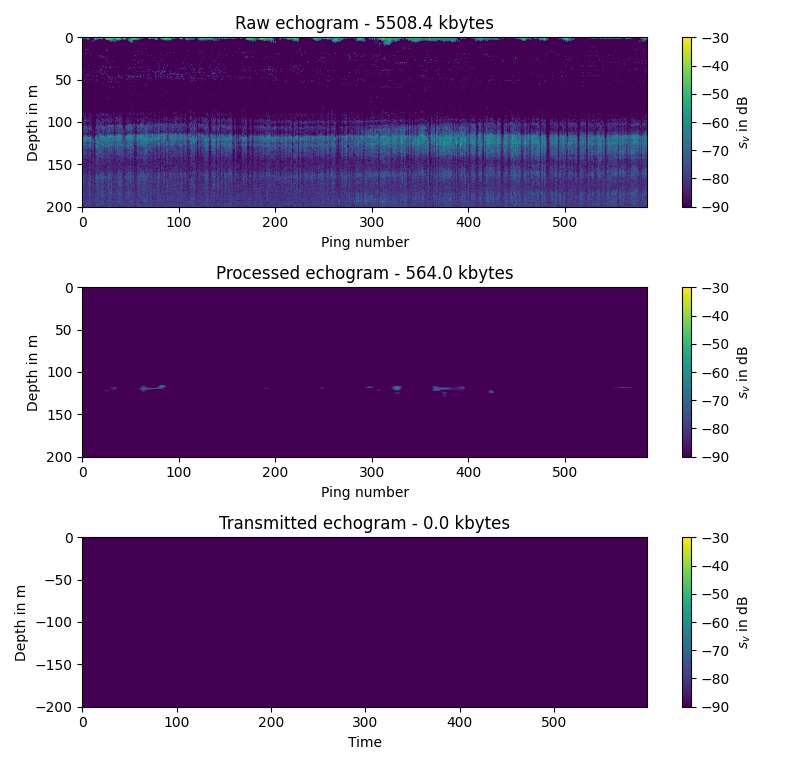 Raw echogram - 5508.4 kbytes
0
50
100
150
200
Depth in m
0 100 200 300 400 500
Ping number
−30
−40
−50
−60
−70
−80
−90
s_v in dB
Processed echogram - 564.0 kbytes
0
50
100
150
200
Depth in m
0 100 200 300 400 500
Ping number
−30
−40
−50
−60
−70
−80
−90
s_v in dB
Transmitted echogram - 0.0 kbytes
0
−50
−100
−150
−200
Depth in m
0 100 200 300 400 500
Time
−30
−40
−50
−60
−70
−80
−90
s_v in dB